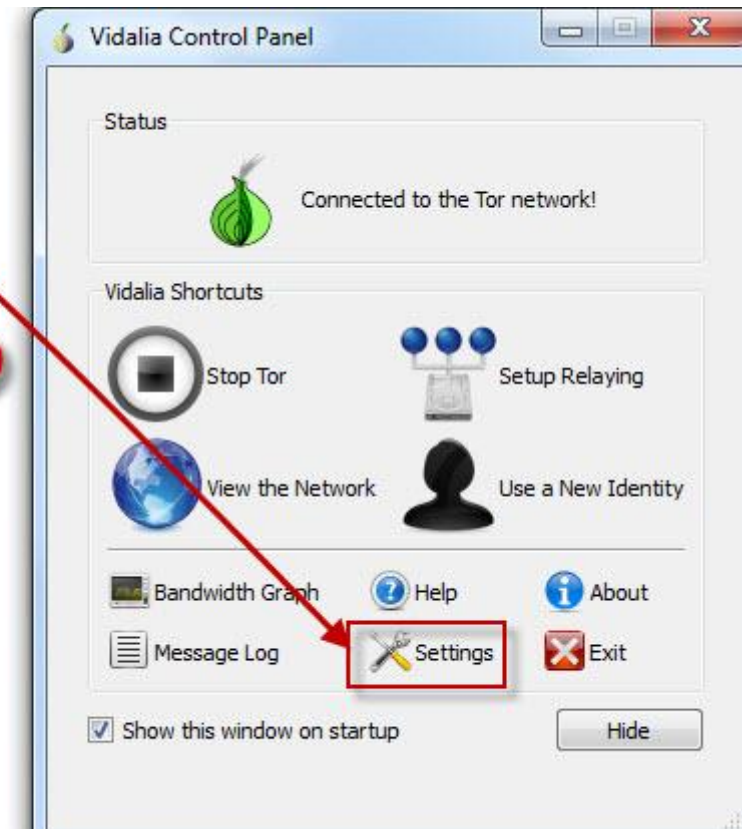 Vidalia Control Panel
Status
Connected to the Tor network!
Vidalia Shortcuts
Stop Tor
Setup Relaying
View the Network
Use a New Identity
Bandwidth Graph
Help
About
Message Log
Settings
Exit
Show this window on startup
Hide